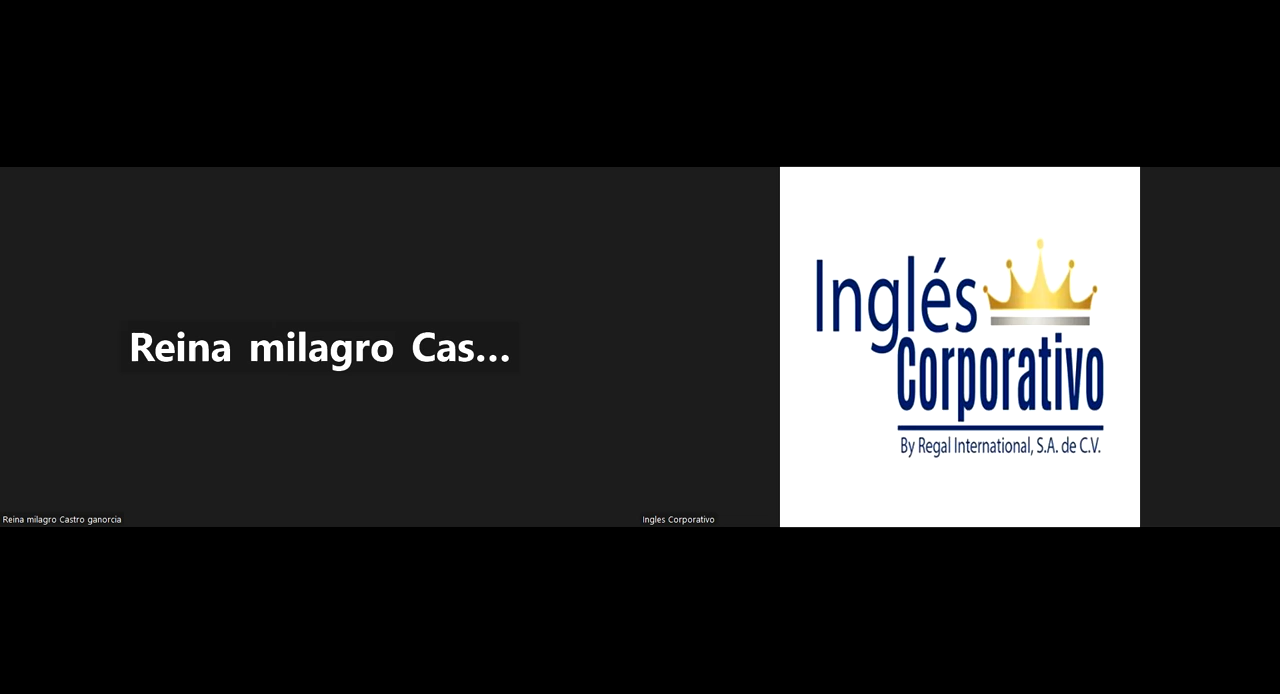 Reina milagro Cas...
Inglés
Corporativo
By Regal International, S.A. de C.V.
Reina milagro Castro ganorcia
Ingles Corporativo